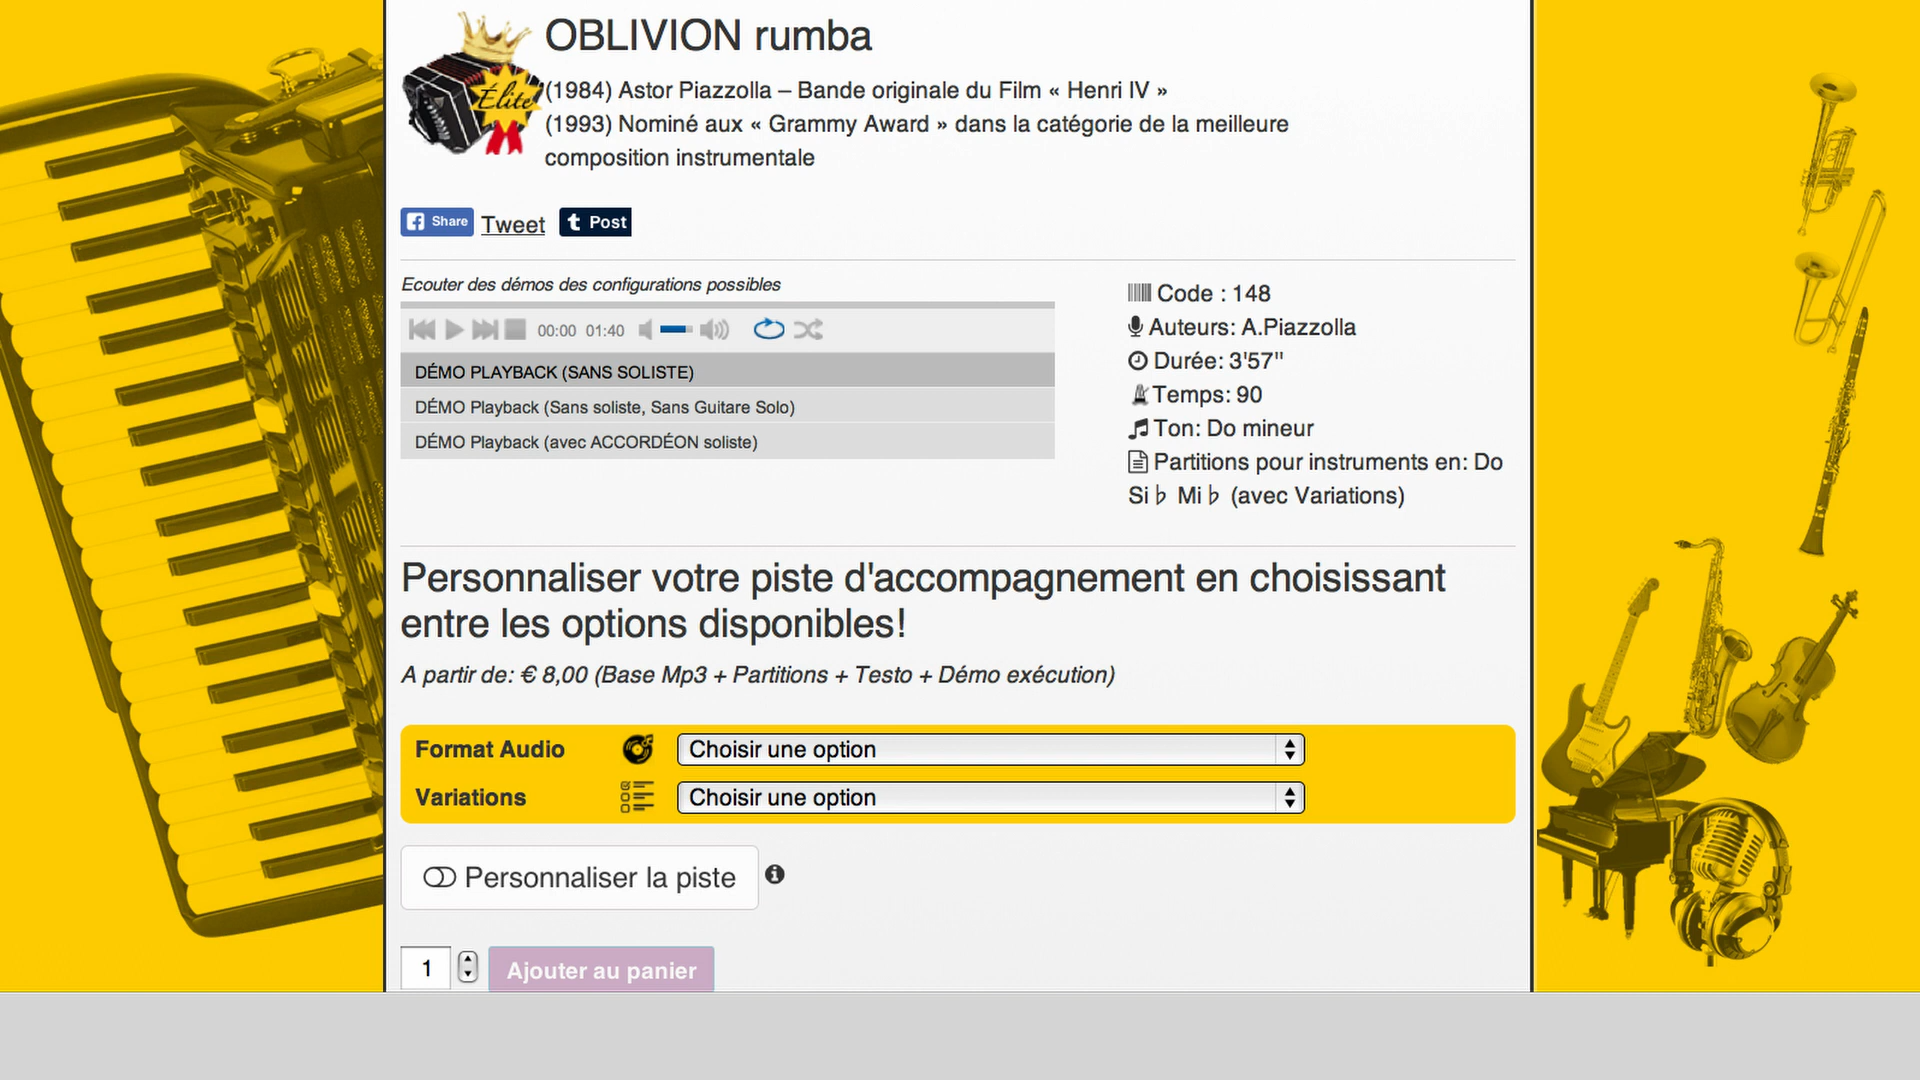 OBLIVION rumba
Élite
(1984) Astor Piazzolla – Bande originale du Film « Henri IV »
(1993) Nominé aux « Grammy Award » dans la catégorie de la meilleure
composition instrumentale
Share Tweet Post
Ecouter des démos des configurations possibles
00:00 01:40
DÉMO PLAYBACK (SANS SOLISTE)
DÉMO Playback (Sans soliste, Sans Guitare Solo)
DÉMO Playback (avec ACCORDÉON soliste)
Code : 148
Auteurs: A.Piazzolla
Durée: 3'57"
Temps: 90
Ton: Do mineur
Partitions pour instruments en: Do
Si♭ Mi♭ (avec Variations)
Personnaliser votre piste d'accompagnement en choisissant
entre les options disponibles!
A partir de: € 8,00 (Base Mp3 + Partitions + Testo + Démo exécution)
Format Audio Choisir une option
Variations Choisir une option
Personnaliser la piste
1 Ajouter au panier